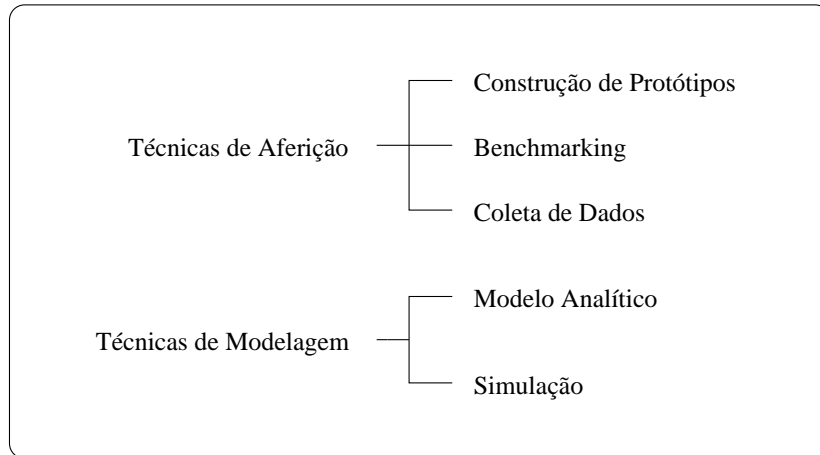 Construção de Protótipos
Técnicas de Aferição
Benchmarking
Coleta de Dados
Modelo Analítico
Técnicas de Modelagem
Simulação